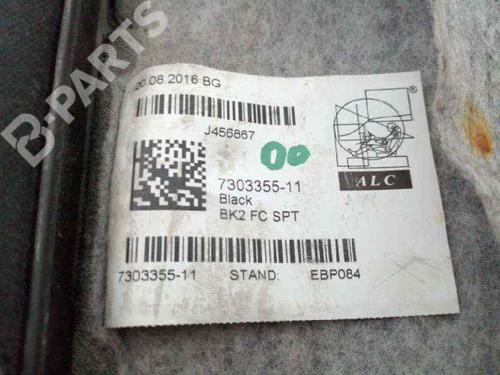 B-PARTS
20.08.2016 BG
J456867
00
®
ALC
7303355-11
Black
BK2 FC SPT
7303355-11 STAND: EBP084